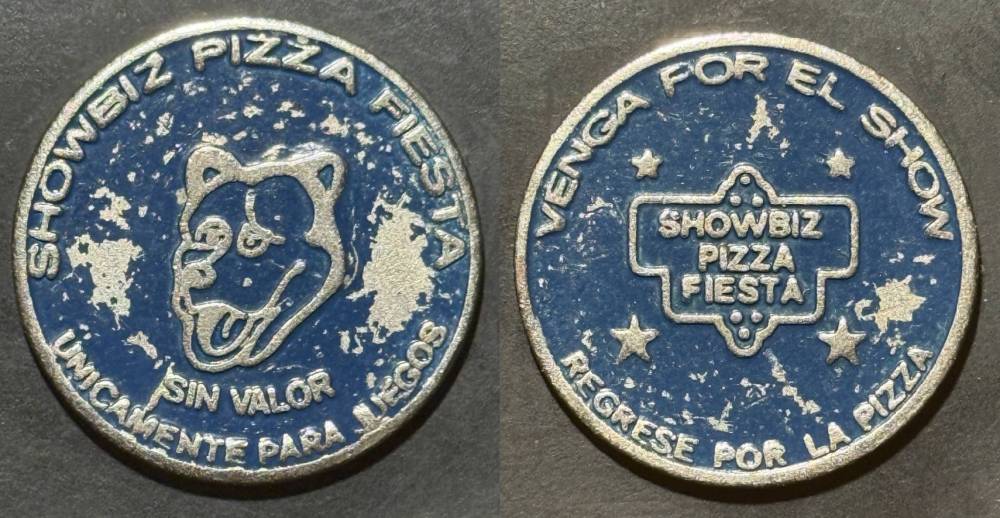 SHOWBIZ PIZZA FIESTA
SIN VALOR
UNICAMENTE PARA JUEGOS
VENGA FOR EL SHOW
SHOWBIZ
PIZZA
FIESTA
REGRESE POR LA PIZZA